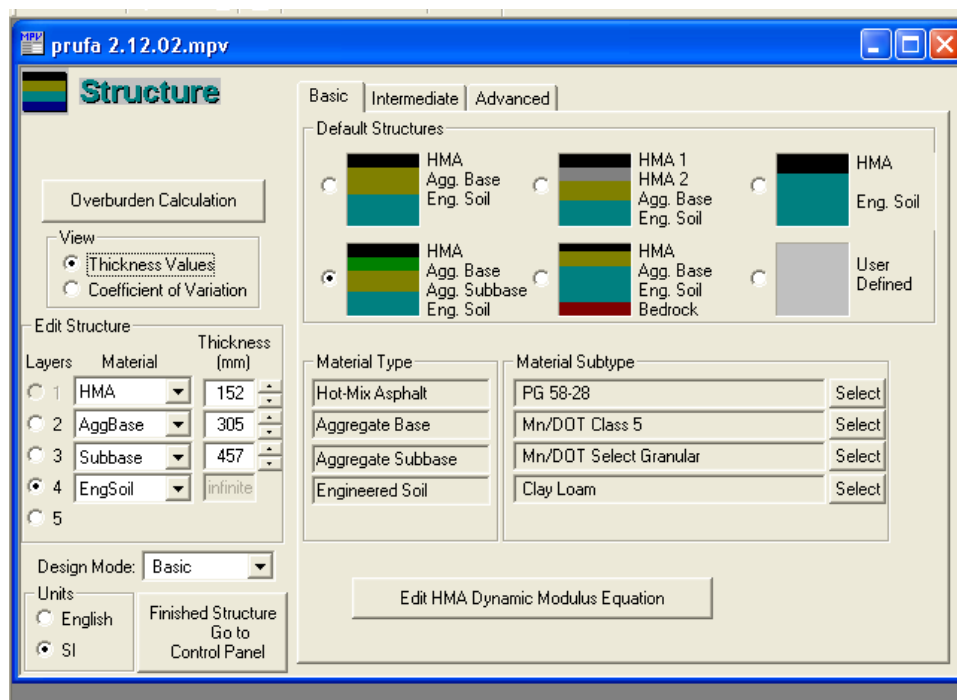 MPV
prufa 2.12.02.mpv
Structure
Overburden Calculation
View
Thickness Values
Coefficient of Variation
Edit Structure
Layers Material Thickness (mm)
1 HMA 152
2 AggBase 305
3 Subbase 457
4 EngSoil infinite
5
Design Mode: Basic
Units
English
SI
Finished Structure
Go to
Control Panel
Basic Intermediate Advanced
Default Structures
HMA
Agg. Base
Eng. Soil
HMA 1
HMA 2
Agg. Base
Eng. Soil
HMA
Eng. Soil
HMA
Agg. Base
Agg. Subbase
Eng. Soil
HMA
Agg. Base
Eng. Soil
Bedrock
User
Defined
Material Type Material Subtype
Hot-Mix Asphalt PG 58-28 Select
Aggregate Base Mn/DOT Class 5 Select
Aggregate Subbase Mn/DOT Select Granular Select
Engineered Soil Clay Loam Select
Edit HMA Dynamic Modulus Equation